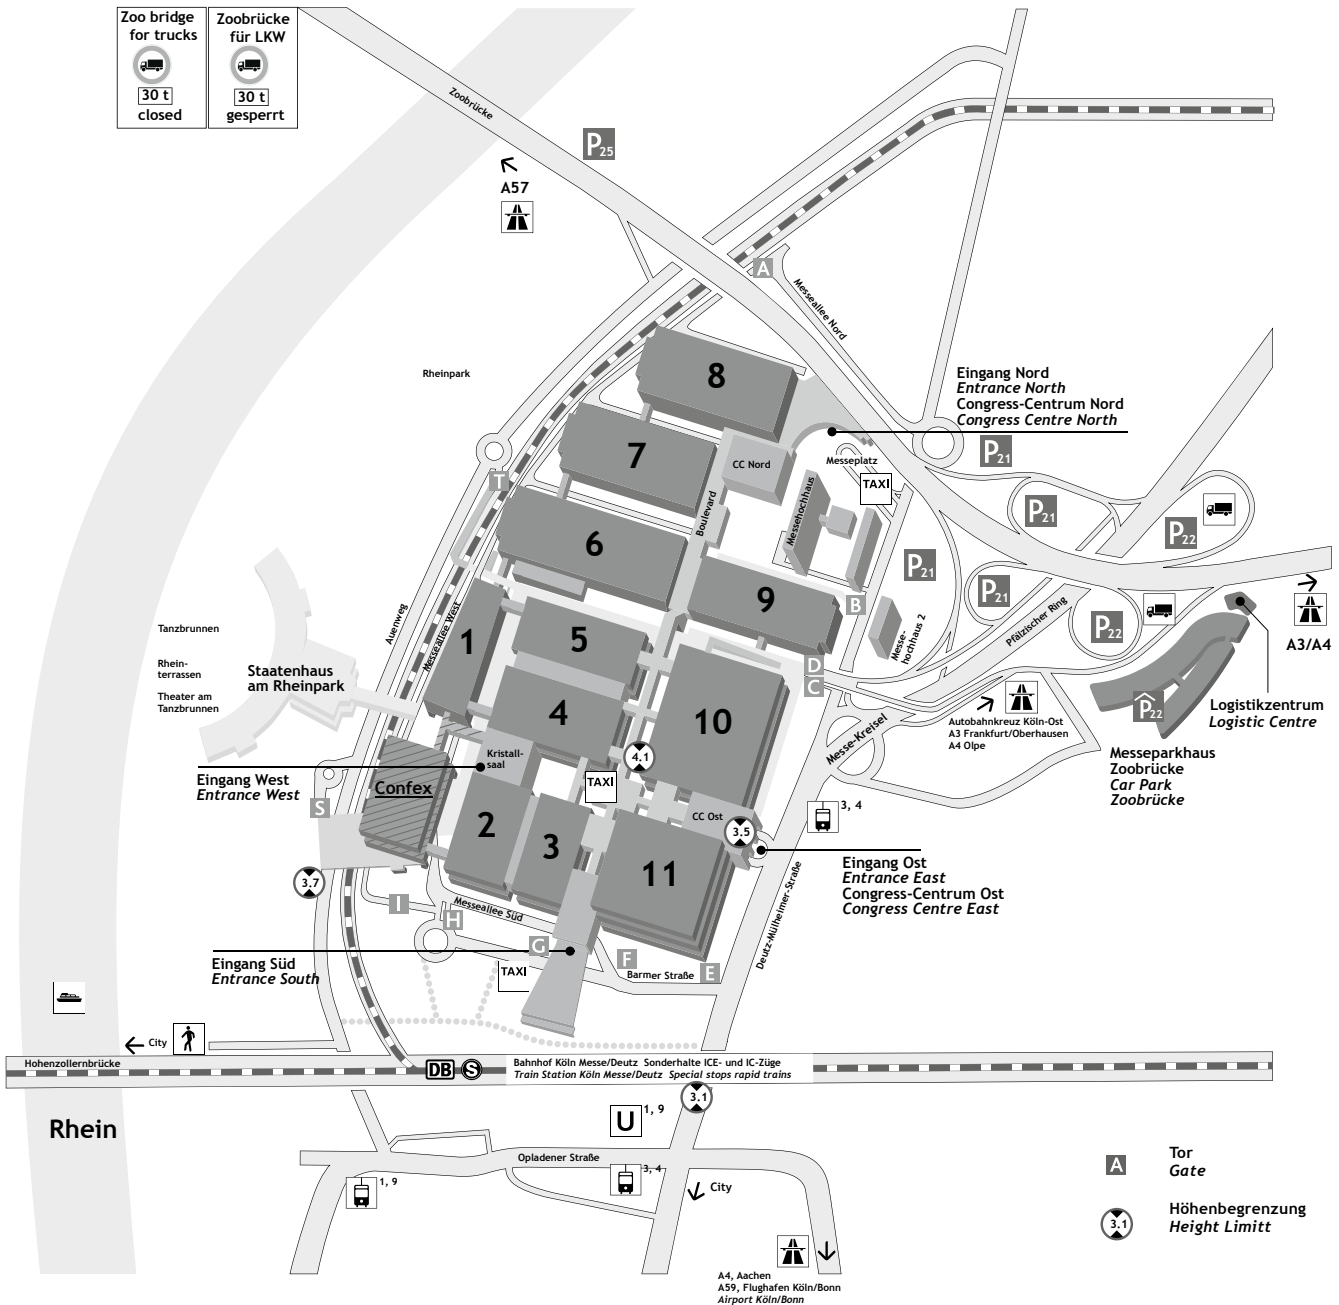 Zoo bridge
for trucks
30 t
closed
Zoobrücke
für LKW
30 t
gesperrt
Zoobrücke
P25
A57
A
Messeallee Nord
Rheinpark
8
Eingang Nord
Entrance North
Congress-Centrum Nord
Congress Centre North
7
CC Nord
Messeplatz
P21
TAXI
T
Boulevard
Messehochhaus
P21
P22
6
P21
9
B
P21
P22
Pfälzischer Ring
A3/A4
Auenweg
Messeallee West
1
5
Messe-
hochhaus 2
Tanzbrunnen
Rhein-
terrassen
Theater am
Tanzbrunnen
Staatenhaus
am Rheinpark
D
C
4
10
P22
Logistikzentrum
Logistic Centre
Autobahnkreuz Köln-Ost
A3 Frankfurt/Oberhausen
A4 Olpe
Messe-Kreisel
Messeparkhaus
Zoobrücke
Car Park
Zoobrücke
Kristall-
saal
4.1
TAXI
Eingang West
Entrance West
Confex
S
2
3
CC Ost
3.5
3, 4
11
Eingang Ost
Entrance East
Congress-Centrum Ost
Congress Centre East
3.7
I
H
Messeallee Süd
G
F
E
Barmer Straße
Deutz-Mülheimer-Straße
Eingang Süd
Entrance South
TAXI
City
Hohenzollernbrücke
DB
S
Bahnhof Köln Messe/Deutz Sonderhalte ICE- und IC-Züge
Train Station Köln Messe/Deutz Special stops rapid trains
3.1
Rhein
U
1, 9
Opladener Straße
3, 4
1, 9
City
A
Tor
Gate
3.1
Höhenbegrenzung
Height Limitt
A4, Aachen
A59, Flughafen Köln/Bonn
Airport Köln/Bonn